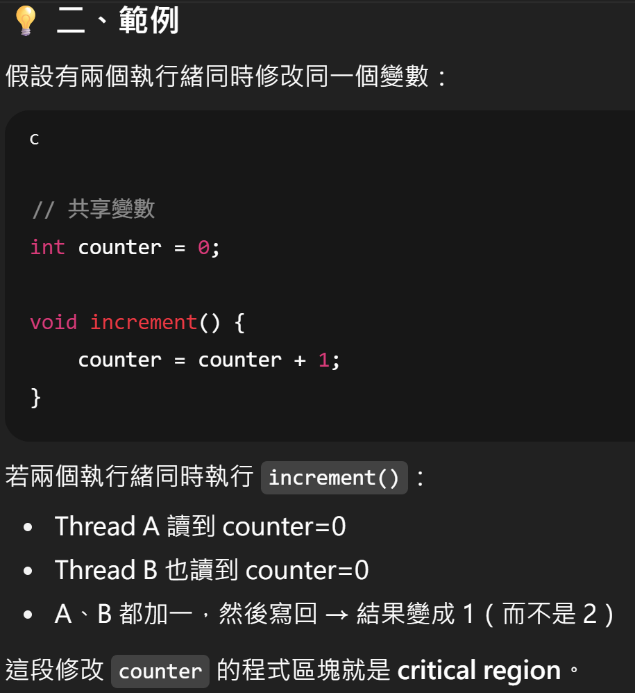 💡 二、範例
假設有兩個執行緒同時修改同一個變數：
c
// 共享變數
int counter = 0;
void increment() {
    counter = counter + 1;
}
若兩個執行緒同時執行 increment()：
• Thread A 讀到 counter=0
• Thread B 也讀到 counter=0
• A、B 都加一，然後寫回 → 結果變成 1（而不是 2）
這段修改 counter 的程式區塊就是 critical region。